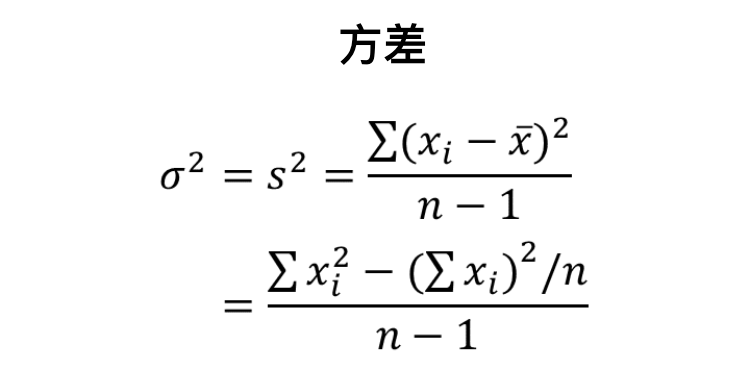 方差
σ² = s² = ∑(xᵢ − x̄)² / n − 1
= ∑ xᵢ² − (∑ xᵢ)²/n / n − 1